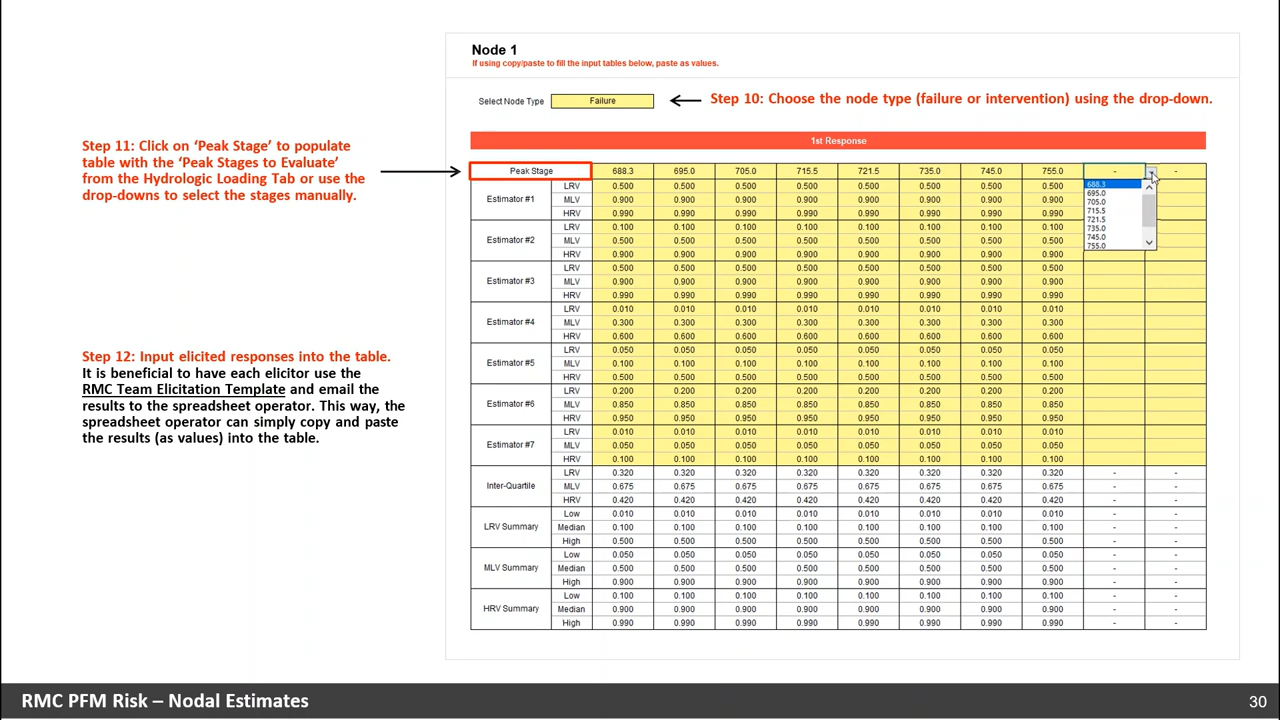 Node 1
If using copy/paste to fill the input tables below, paste as values.
Select Node Type Failure
Step 10: Choose the node type (failure or intervention) using the drop-down.
Step 11: Click on ‘Peak Stage’ to populate
table with the ‘Peak Stages to Evaluate’
from the Hydrologic Loading Tab or use the
drop-downs to select the stages manually.
Step 12: Input elicited responses into the table.
It is beneficial to have each elicitor use the
RMC Team Elicitation Template and email the
results to the spreadsheet operator. This way, the
spreadsheet operator can simply copy and paste
the results (as values) into the table.
1st Response
Peak Stage 688.3 695.0 705.0 715.5 721.5 735.0 745.0 755.0 - -
Estimator #1
LRV 0.500 0.500 0.500 0.500 0.500 0.500 0.500 0.500
MLV 0.900 0.900 0.900 0.900 0.900 0.900 0.900 0.900
HRV 0.990 0.990 0.990 0.990 0.990 0.990 0.990 0.990
Estimator #2
LRV 0.100 0.100 0.100 0.100 0.100 0.100 0.100 0.100
MLV 0.500 0.500 0.500 0.500 0.500 0.500 0.500 0.500
HRV 0.900 0.900 0.900 0.900 0.900 0.900 0.900 0.900
Estimator #3
LRV 0.500 0.500 0.500 0.500 0.500 0.500 0.500 0.500
MLV 0.900 0.900 0.900 0.900 0.900 0.900 0.900 0.900
HRV 0.990 0.990 0.990 0.990 0.990 0.990 0.990 0.990
Estimator #4
LRV 0.010 0.010 0.010 0.010 0.010 0.010 0.010 0.010
MLV 0.300 0.300 0.300 0.300 0.300 0.300 0.300 0.300
HRV 0.600 0.600 0.600 0.600 0.600 0.600 0.600 0.600
Estimator #5
LRV 0.050 0.050 0.050 0.050 0.050 0.050 0.050 0.050
MLV 0.100 0.100 0.100 0.100 0.100 0.100 0.100 0.100
HRV 0.500 0.500 0.500 0.500 0.500 0.500 0.500 0.500
Estimator #6
LRV 0.200 0.200 0.200 0.200 0.200 0.200 0.200 0.200
MLV 0.850 0.850 0.850 0.850 0.850 0.850 0.850 0.850
HRV 0.950 0.950 0.950 0.950 0.950 0.950 0.950 0.950
Estimator #7
LRV 0.010 0.010 0.010 0.010 0.010 0.010 0.010 0.010
MLV 0.050 0.050 0.050 0.050 0.050 0.050 0.050 0.050
HRV 0.100 0.100 0.100 0.100 0.100 0.100 0.100 0.100
Inter-Quartile
LRV 0.320 0.320 0.320 0.320 0.320 0.320 0.320 0.320 - -
MLV 0.675 0.675 0.675 0.675 0.675 0.675 0.675 0.675 - -
HRV 0.420 0.420 0.420 0.420 0.420 0.420 0.420 0.420 - -
LRV Summary
Low 0.010 0.010 0.010 0.010 0.010 0.010 0.010 0.010 - -
Median 0.100 0.100 0.100 0.100 0.100 0.100 0.100 0.100 - -
High 0.500 0.500 0.500 0.500 0.500 0.500 0.500 0.500 - -
MLV Summary
Low 0.050 0.050 0.050 0.050 0.050 0.050 0.050 0.050 - -
Median 0.500 0.500 0.500 0.500 0.500 0.500 0.500 0.500 - -
High 0.900 0.900 0.900 0.900 0.900 0.900 0.900 0.900 - -
HRV Summary
Low 0.100 0.100 0.100 0.100 0.100 0.100 0.100 0.100 - -
Median 0.900 0.900 0.900 0.900 0.900 0.900 0.900 0.900 - -
High 0.990 0.990 0.990 0.990 0.990 0.990 0.990 0.990 - -
688.3
695.0
705.0
715.5
721.5
735.0
745.0
755.0
RMC PFM Risk – Nodal Estimates
30